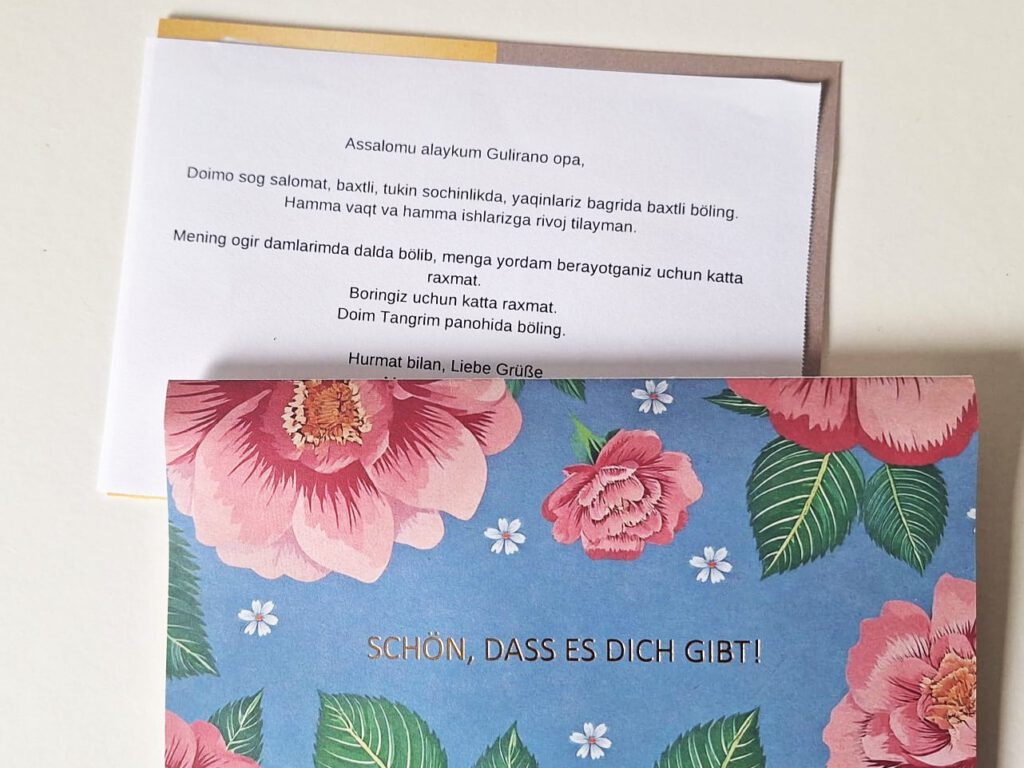 Assalomu alaykum Gulirano opa,
Doimo sog salomat, baxtli, tukin sochinlikda, yaqinlariz bagrida baxtli böling.
Hamma vaqt va hamma ishlarizga rivoj tilayman.
Mening ogir damlarimda dalda bölib, menga yordam berayotganiz uchun katta
raxmat.
Boringiz uchun katta raxmat.
Doim Tangrim panohida böling.
Hurmat bilan, Liebe Grüße
SCHÖN, DASS ES DICH GIBT!